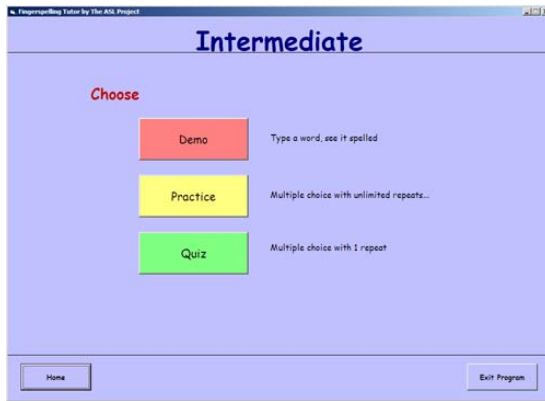 Fingerspelling Tutor by The ASL Project
Intermediate
Choose
Demo
Type a word, see it spelled
Practice
Multiple choice with unlimited repeats...
Quiz
Multiple choice with 1 repeat
Home
Exit Program